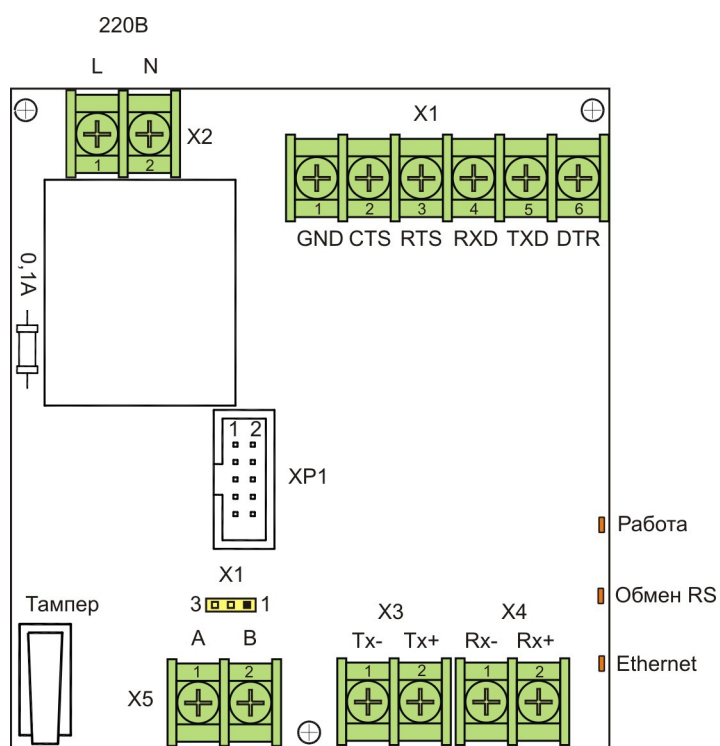 220В
L N
X2
1 2
X1
1 2 3 4 5 6
GND CTS RTS RXD TXD DTR
0,1А
1 2
XP1
Работа
X1
3 1
Обмен RS
Тампер
A B
X3 X4
Tx- Tx+ Rx- Rx+
Ethernet
1 2
1 2
1 2
X5